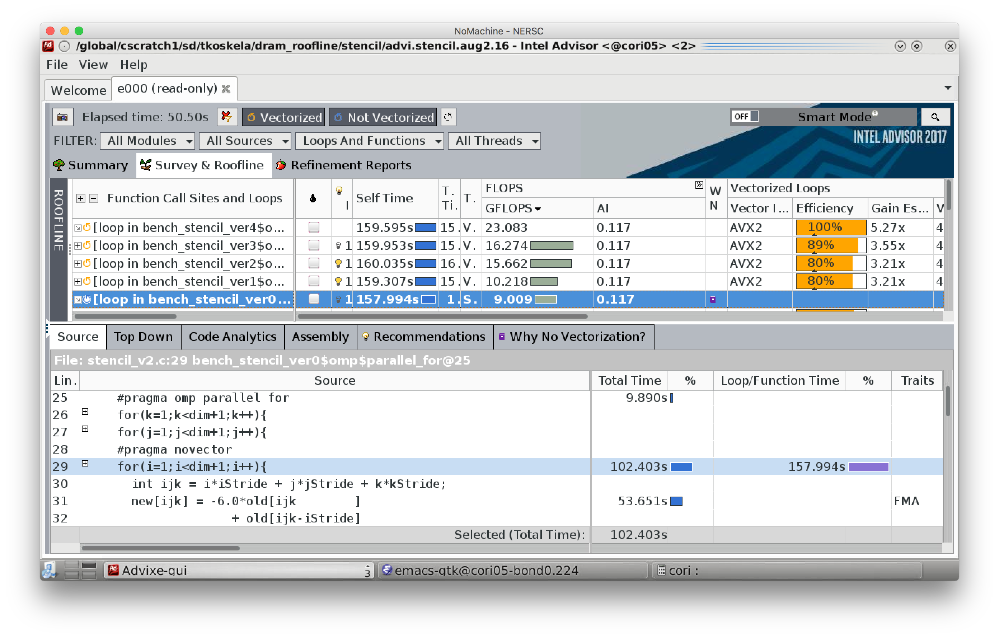 NoMachine - NERSC
/global/cscratch1/sd/tkoskela/dram_roofline/stencil/advi.stencil.aug2.16 - Intel Advisor <@cori05> <2>
File View Help
Welcome e000 (read-only)
Elapsed time: 50.50s Vectorized Not Vectorized OFF Smart Mode
INTEL ADVISOR 2017
FILTER: All Modules All Sources Loops And Functions All Threads
Summary Survey & Roofline Refinement Reports
ROOFLINE
Function Call Sites and Loops I Self Time T. Ti. T. FLOPS W N Vectorized Loops
GFLOPS AI Vector I... Efficiency Gain Es... V
[loop in bench_stencil_ver4$o... 159.595s 15. V. 23.083 0.117 AVX2 100% 5.27x 4
[loop in bench_stencil_ver3$o... 1 159.953s 15. V. 16.274 0.117 AVX2 89% 3.55x 4
[loop in bench_stencil_ver2$o... 1 160.035s 16. V. 15.662 0.117 AVX2 80% 3.21x 4
[loop in bench_stencil_ver1$o... 1 159.307s 15. V. 10.218 0.117 AVX2 80% 3.21x 4
[loop in bench_stencil_ver0 ... 1 157.994s 1. S. 9.009 0.117
Source Top Down Code Analytics Assembly Recommendations Why No Vectorization?
File: stencil_v2.c:29 bench_stencil_ver0$omp$parallel_for@25
Lin. Source Total Time % Loop/Function Time % Traits
25 #pragma omp parallel for 9.890s
26 for(k=1;k<dim+1;k++){
27 for(j=1;j<dim+1;j++){
28 #pragma novector
29 for(i=1;i<dim+1;i++){ 102.403s 157.994s
30 int ijk = i*iStride + j*jStride + k*kStride;
31 new[ijk] = -6.0*old[ijk ] 53.651s FMA
32 + old[ijk-iStride]
Selected (Total Time): 102.403s
Advixe-gui 3 emacs-gtk@cori05-bond0.224 cori :